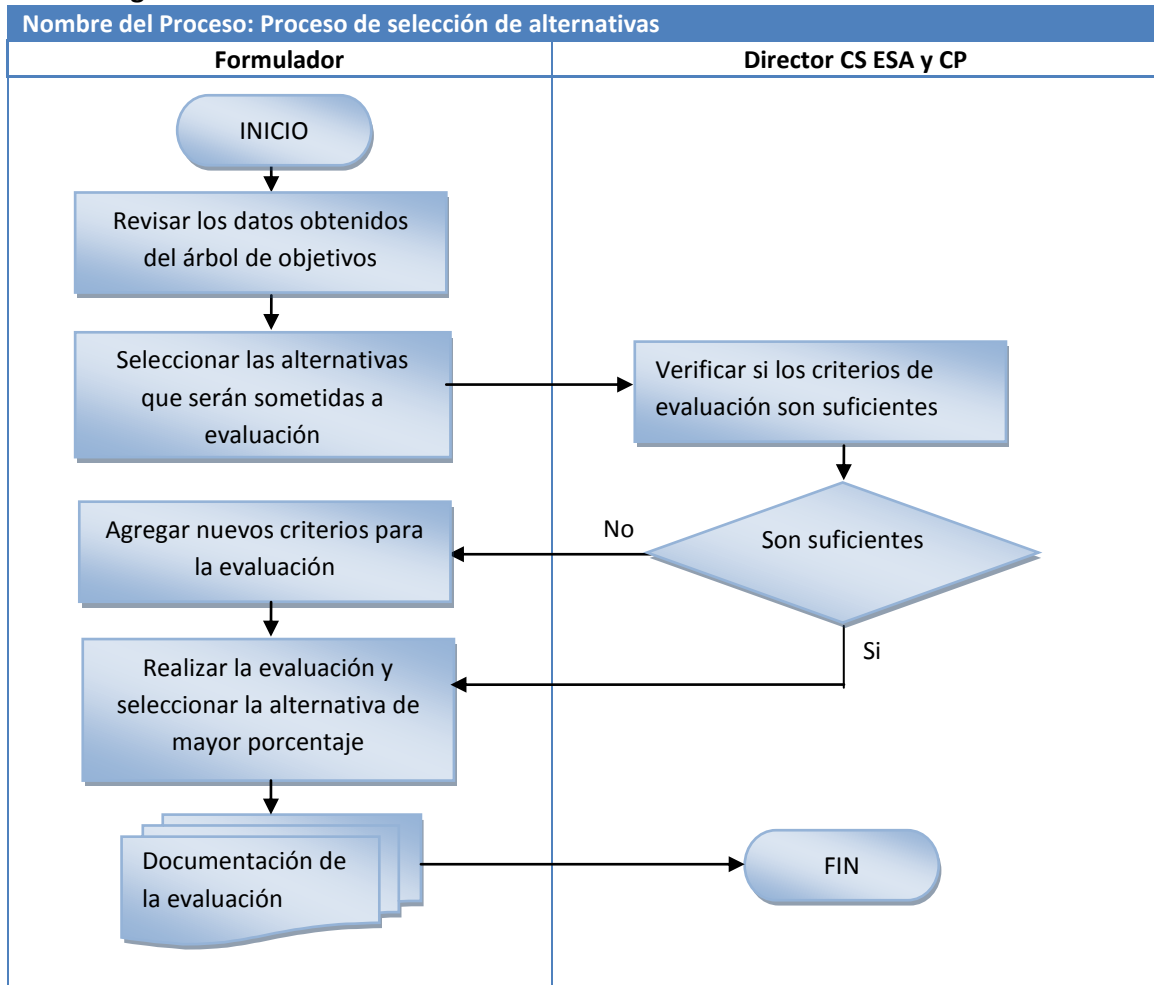 Nombre del Proceso: Proceso de selección de alternativas
Formulador
Director CS ESA y CP
INICIO
Revisar los datos obtenidos
del árbol de objetivos
Seleccionar las alternativas
que serán sometidas a
evaluación
Verificar si los criterios de
evaluación son suficientes
Agregar nuevos criterios para
la evaluación
No
Son suficientes
Si
Realizar la evaluación y
seleccionar la alternativa de
mayor porcentaje
Documentación de
la evaluación
FIN